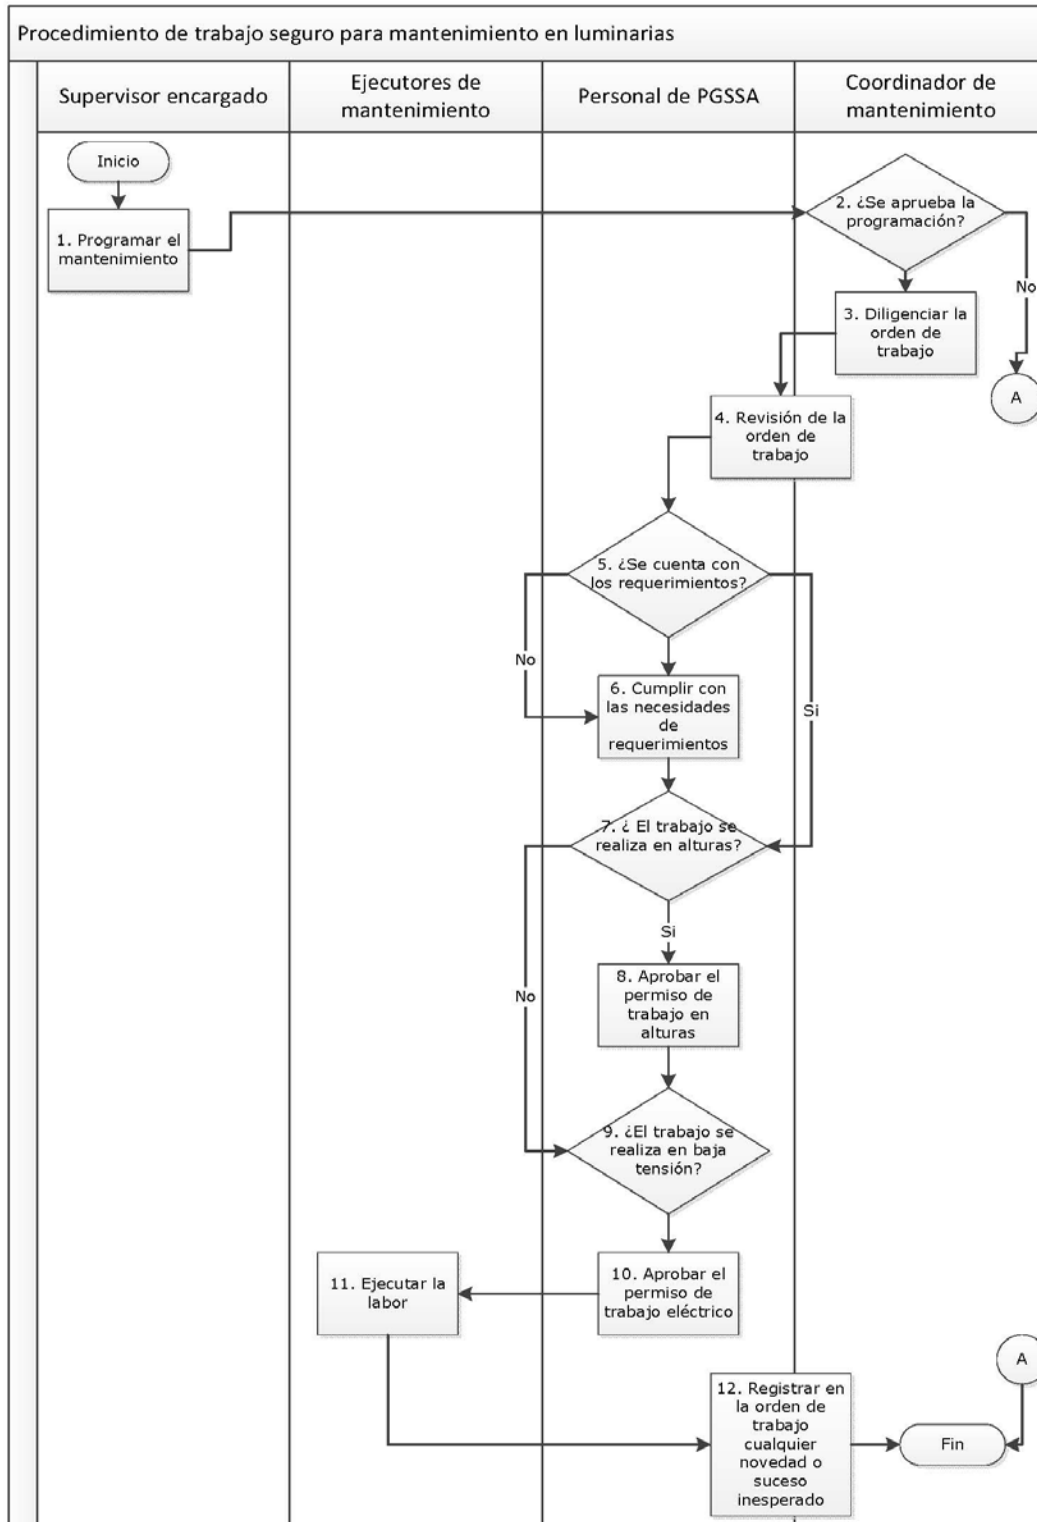 Procedimiento de trabajo seguro para mantenimiento en luminarias
Supervisor encargado
Ejecutores de
mantenimiento
Personal de PGSSA
Coordinador de
mantenimiento
Inicio
1. Programar el
mantenimiento
2. ¿Se aprueba la
programación?
No
3. Diligenciar la
orden de
trabajo
A
4. Revisión de la
orden de
trabajo
5. ¿Se cuenta con
los requerimientos?
No
Si
6. Cumplir con
las necesidades
de
requerimientos
7. ¿ El trabajo se
realiza en alturas?
Si
No
8. Aprobar el
permiso de
trabajo en
alturas
9. ¿El trabajo se
realiza en baja
tensión?
10. Aprobar el
permiso de
trabajo eléctrico
11. Ejecutar la
labor
A
12. Registrar en
la orden de
trabajo
cualquier
novedad o
suceso
inesperado
Fin